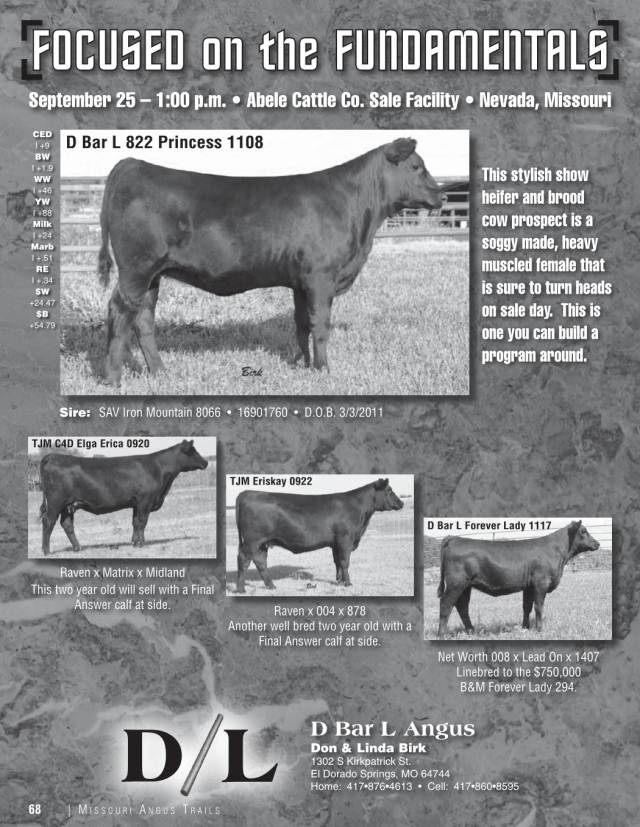 FOCUSED on the FUNDAMENTALS
September 25 – 1:00 p.m. • Abele Cattle Co. Sale Facility • Nevada, Missouri
CED
I +9
BW
I +1.9
WW
I +46
YW
I +88
Milk
I +24
Marb
I +.51
RE
I +.34
$W
+24.47
$B
+54.79
D Bar L 822 Princess 1108
Birk
This stylish show
heifer and brood
cow prospect is a
soggy made, heavy
muscled female that
is sure to turn heads
on sale day. This is
one you can build a
program around.
Sire: SAV Iron Mountain 8066 • 16901760 • D.O.B. 3/3/2011
TJM C4D Elga Erica 0920
Raven x Matrix x Midland
This two year old will sell with a Final
Answer calf at side.
TJM Eriskay 0922
Raven x 004 x 878
Another well bred two year old with a
Final Answer calf at side.
D Bar L Forever Lady 1117
Net Worth 008 x Lead On x 1407
Linebred to the $750,000
B&M Forever Lady 294.
D/L
D Bar L Angus
Don & Linda Birk
1302 S Kirkpatrick St.
El Dorado Springs, MO 64744
Home: 417•876•4613 • Cell: 417•860•8595
68 | MISSOURI ANGUS TRAILS